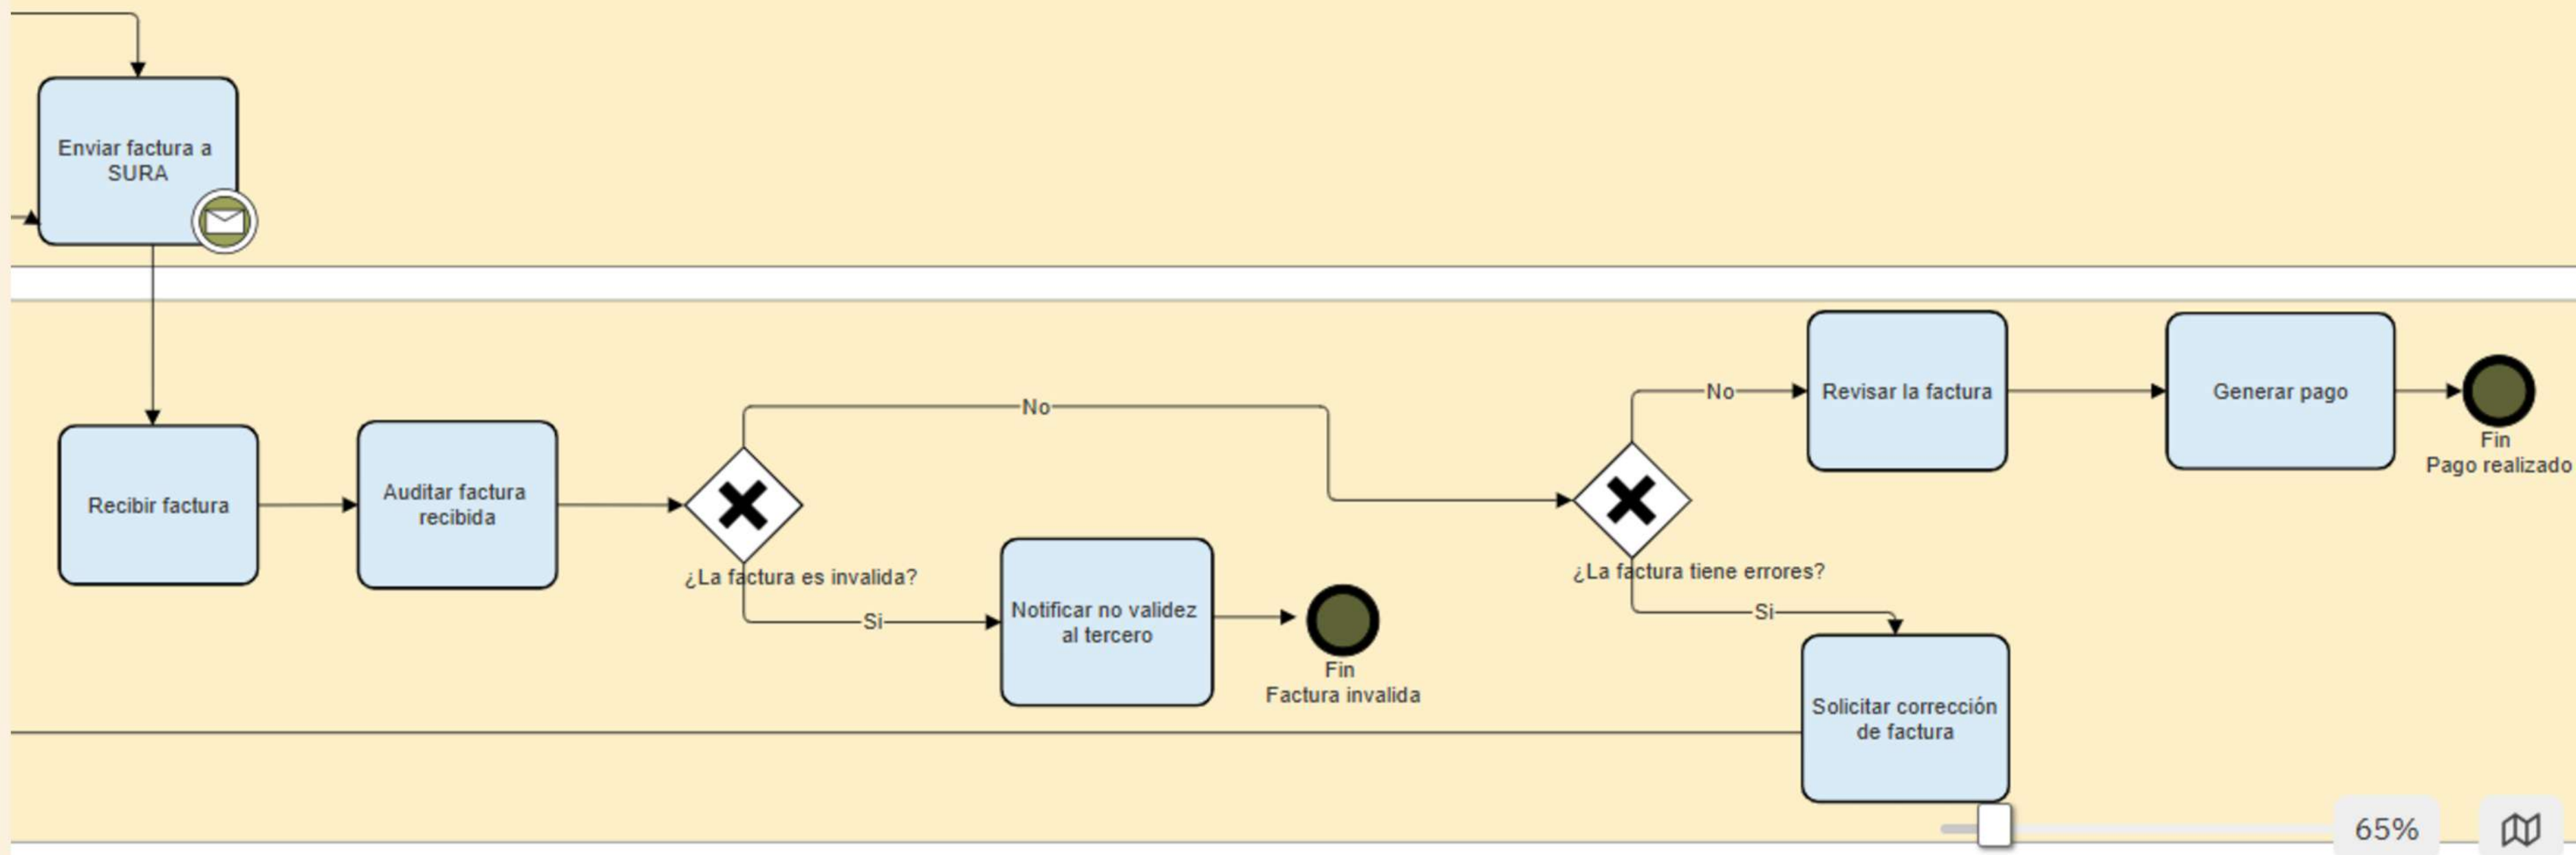 Enviar factura a
SURA
Recibir factura
Auditar factura
recibida
¿La factura es invalida?
No
Si
Notificar no validez
al tercero
Fin
Factura invalida
¿La factura tiene errores?
No
Si
Revisar la factura
Generar pago
Fin
Pago realizado
Solicitar corrección
de factura
65%